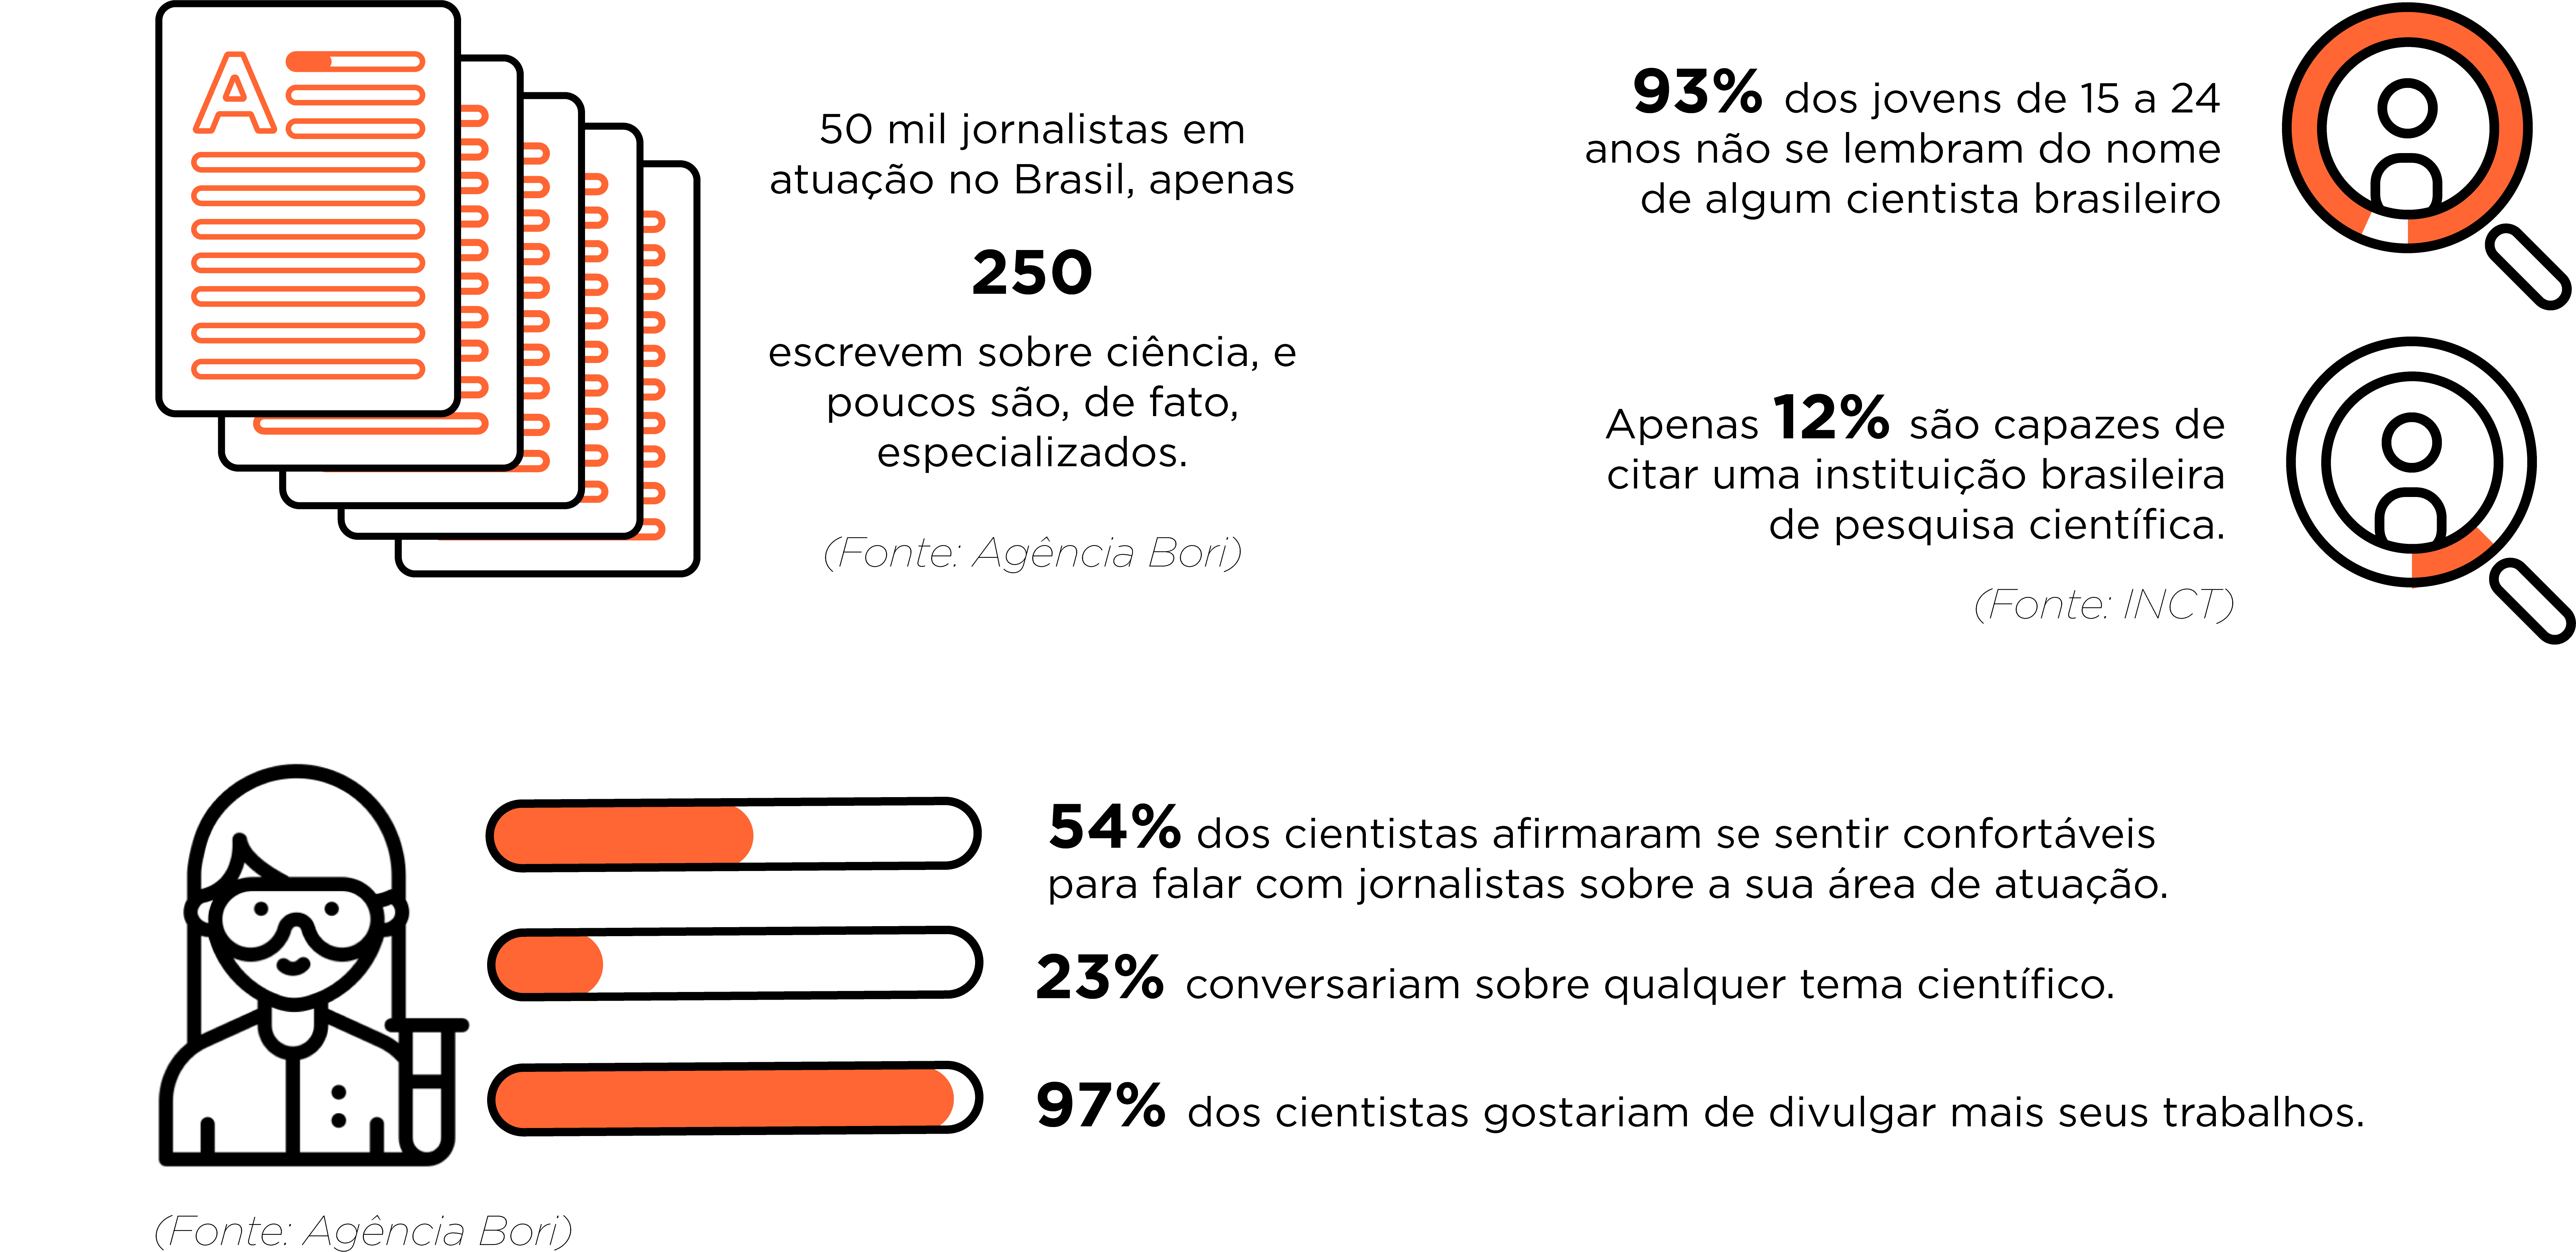 A
50 mil jornalistas em
atuação no Brasil, apenas
250
escrevem sobre ciência, e
poucos são, de fato,
especializados.
(Fonte: Agência Bori)
93% dos jovens de 15 a 24
anos não se lembram do nome
de algum cientista brasileiro
Apenas 12% são capazes de
citar uma instituição brasileira
de pesquisa científica.
(Fonte: INCT)
54% dos cientistas afirmaram se sentir confortáveis
para falar com jornalistas sobre a sua área de atuação.
23% conversariam sobre qualquer tema científico.
97% dos cientistas gostariam de divulgar mais seus trabalhos.
(Fonte: Agência Bori)